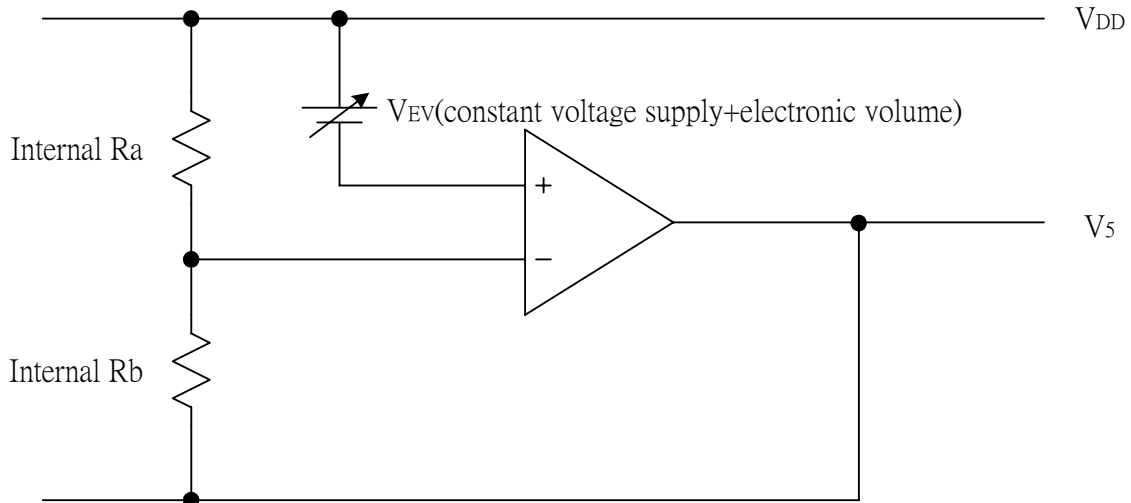 VDD
VEV(constant voltage supply+electronic volume)
Internal Ra
+
V5
−
Internal Rb